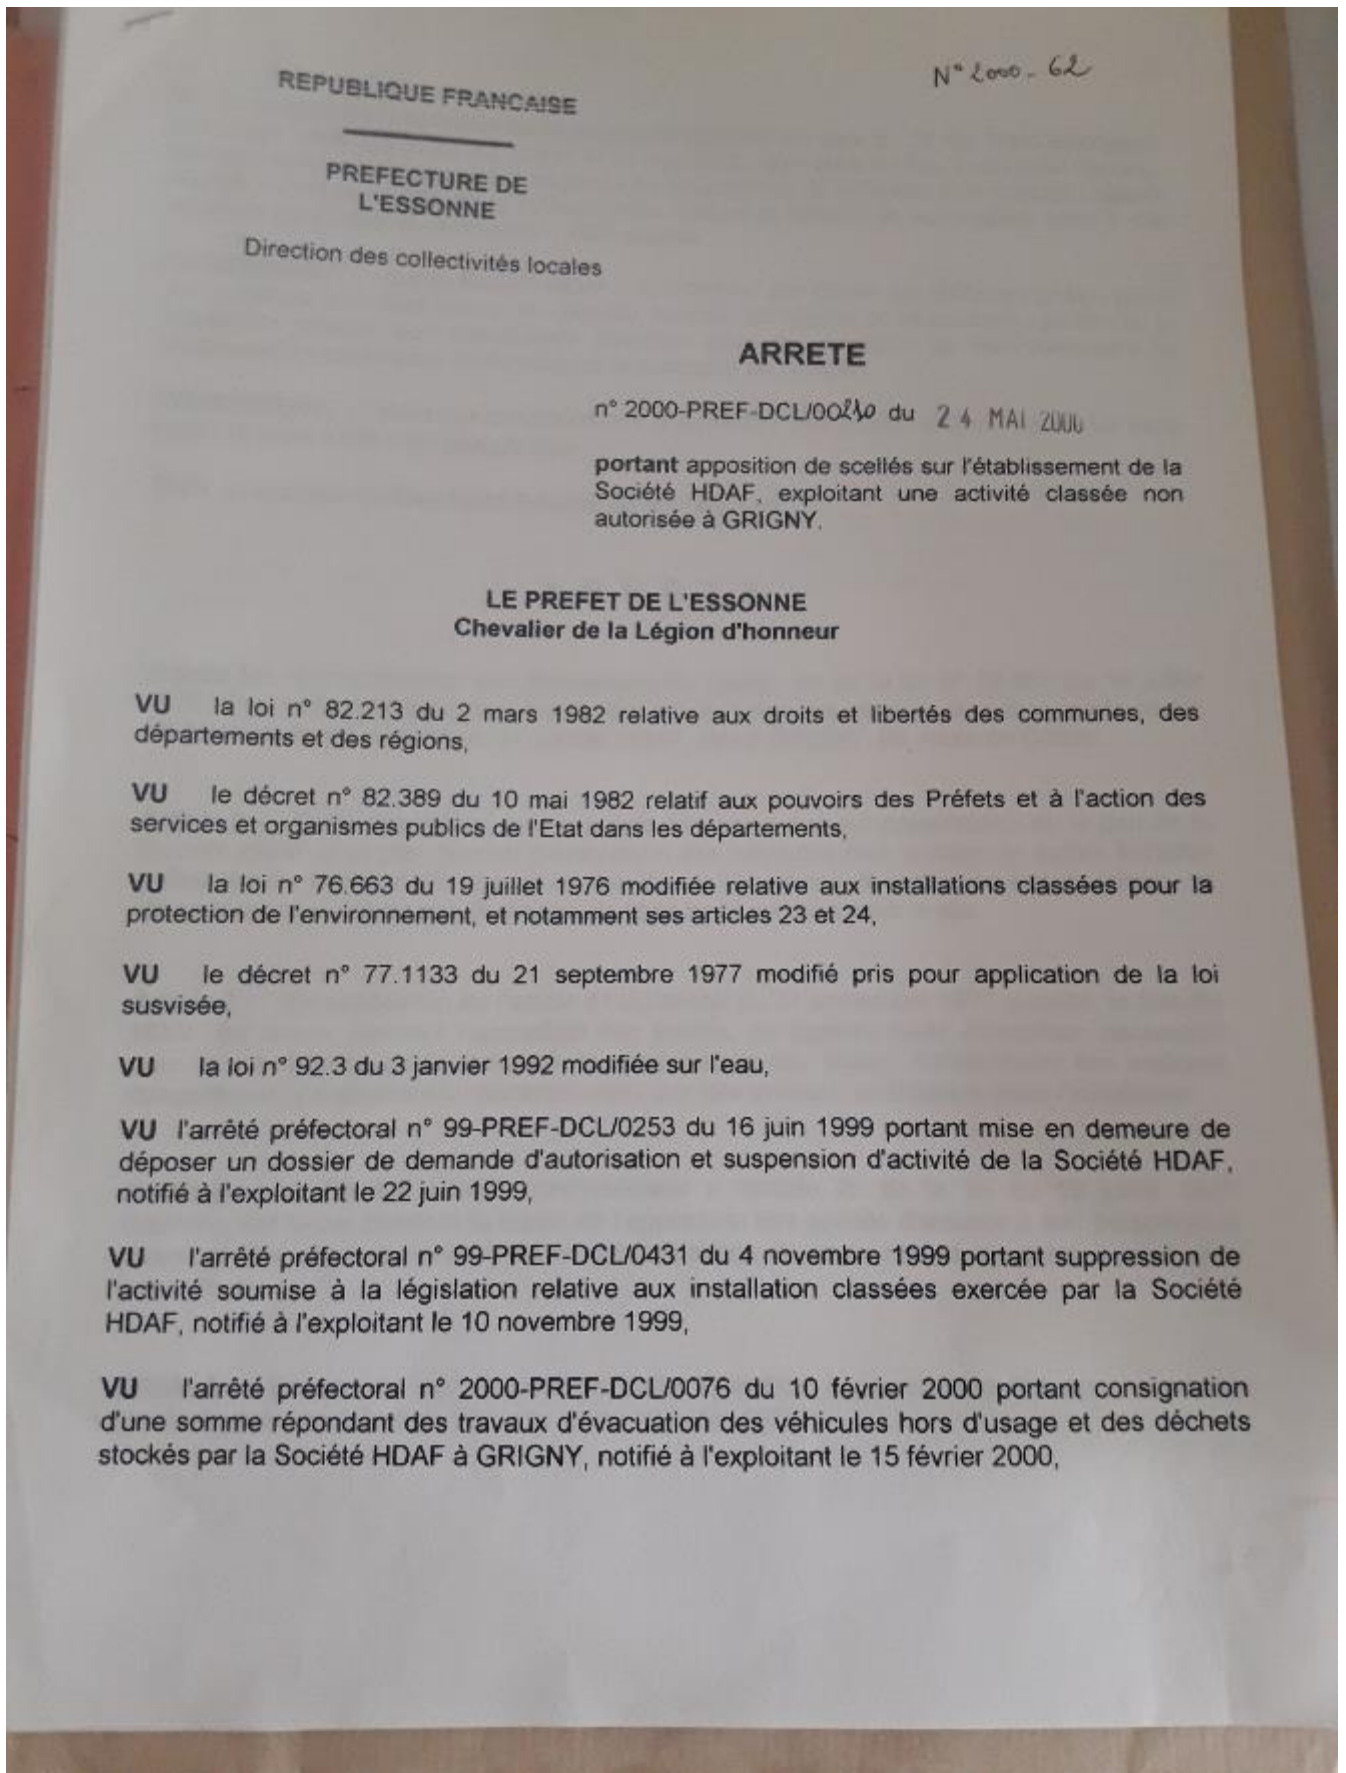 N° 2000-62
REPUBLIQUE FRANCAISE
PREFECTURE DE
L'ESSONNE
Direction des collectivités locales
ARRETE
n° 2000-PREF-DCL/00210 du 24 MAI 2000
portant apposition de scellés sur l'établissement de la
Société HDAF, exploitant une activité classée non
autorisée à GRIGNY.
LE PREFET DE L'ESSONNE
Chevalier de la Légion d'honneur
VU la loi n° 82.213 du 2 mars 1982 relative aux droits et libertés des communes, des
départements et des régions,
VU le décret n° 82.389 du 10 mai 1982 relatif aux pouvoirs des Préfets et à l'action des
services et organismes publics de l'Etat dans les départements,
VU la loi n° 76.663 du 19 juillet 1976 modifiée relative aux installations classées pour la
protection de l'environnement, et notamment ses articles 23 et 24,
VU le décret n° 77.1133 du 21 septembre 1977 modifié pris pour application de la loi
susvisée,
VU la loi n° 92.3 du 3 janvier 1992 modifiée sur l'eau,
VU l'arrêté préfectoral n° 99-PREF-DCL/0253 du 16 juin 1999 portant mise en demeure de
déposer un dossier de demande d'autorisation et suspension d'activité de la Société HDAF,
notifié à l'exploitant le 22 juin 1999,
VU l'arrêté préfectoral n° 99-PREF-DCL/0431 du 4 novembre 1999 portant suppression de
l'activité soumise à la législation relative aux installation classées exercée par la Société
HDAF, notifié à l'exploitant le 10 novembre 1999,
VU l'arrêté préfectoral n° 2000-PREF-DCL/0076 du 10 février 2000 portant consignation
d'une somme répondant des travaux d'évacuation des véhicules hors d'usage et des déchets
stockés par la Société HDAF à GRIGNY, notifié à l'exploitant le 15 février 2000,